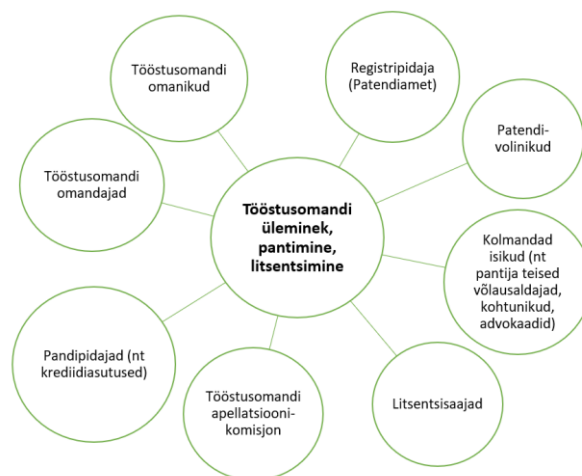 Tööstusomandi
omanikud
Registripidaja
(Patendiamet)
Patendi-
volinikud
Tööstusomandi
omandajad
Tööstusomandi
üleminek,
pantimine,
litsentsimine
Kolmandad
isikud (nt
pantija teised
võlausaldajad,
kohtunikud,
advokaadid)
Pandipidajad (nt
krediidiasutused)
Tööstusomandi
apellatsiooni-
komisjon
Litsentsisaajad